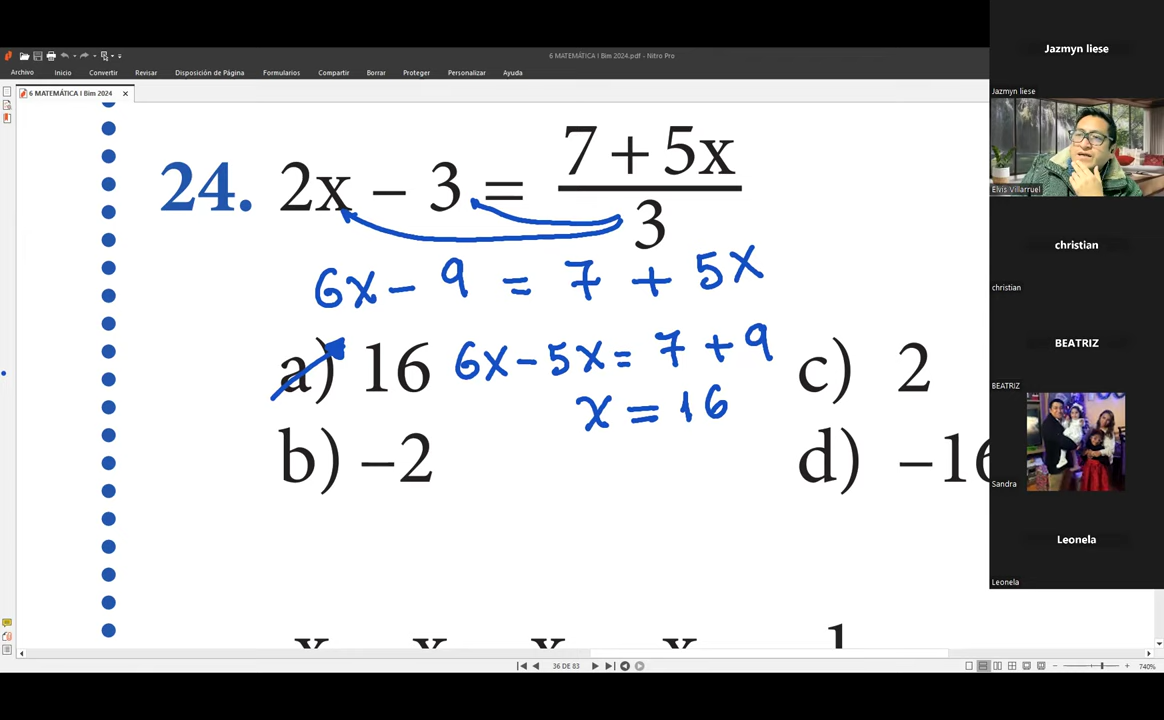 6 MATEMÁTICA I Bim 2024.pdf - Nitro Pro
Archivo Inicio Convertir Revisar Disposición de Página Formularios Compartir Borrar Proteger Personalizar Ayuda
6 MATEMÁTICA I Bim 2024 ×
24. 2x – 3 = (7 + 5x)/3
6x - 9 = 7 + 5x
a) 16
6x - 5x = 7 + 9
c) 2
x = 16
b) –2
d) –16
x x x x 1
36 DE 83
740%
Jazmyn liese
Jazmyn liese
Elvis Villarruel
christian
christian
BEATRIZ
BEATRIZ
Sandra
Leonela
Leonela